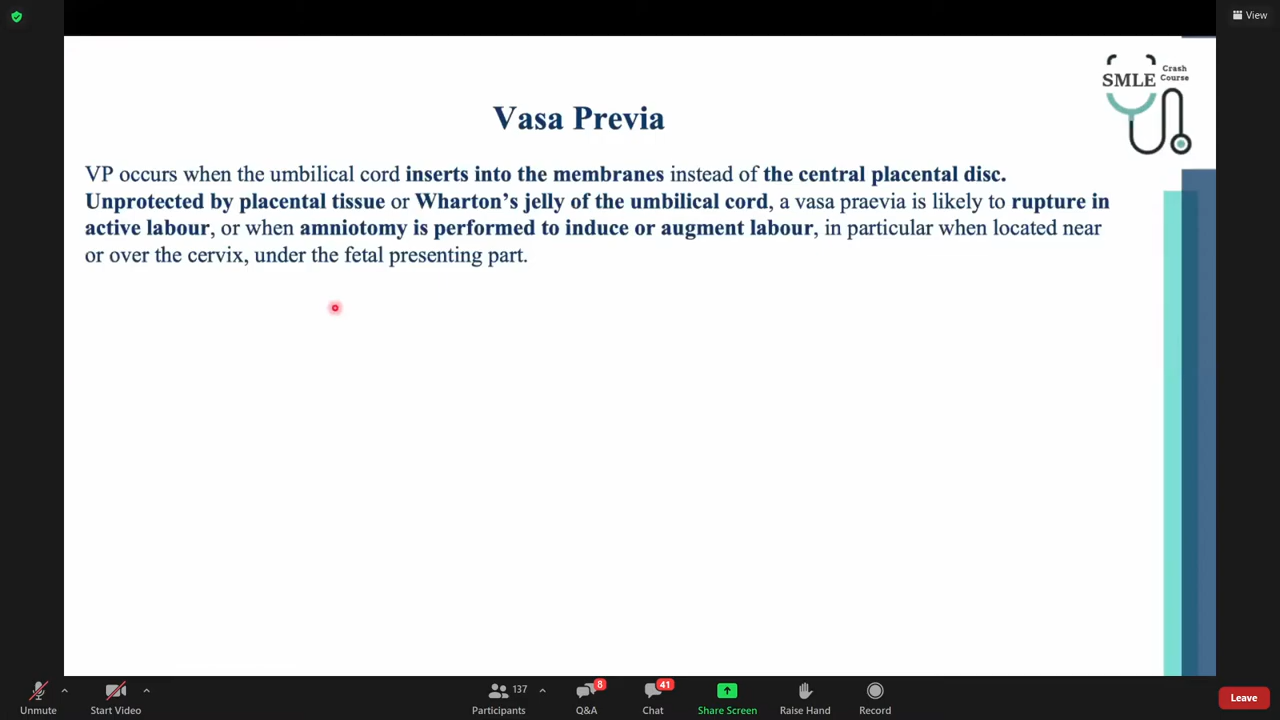 View
SMLE Crash Course
Vasa Previa
VP occurs when the umbilical cord inserts into the membranes instead of the central placental disc.
Unprotected by placental tissue or Wharton’s jelly of the umbilical cord, a vasa praevia is likely to rupture in
active labour, or when amniotomy is performed to induce or augment labour, in particular when located near
or over the cervix, under the fetal presenting part.
Unmute
Start Video
137
Participants
8
Q&A
41
Chat
Share Screen
Raise Hand
Record
Leave